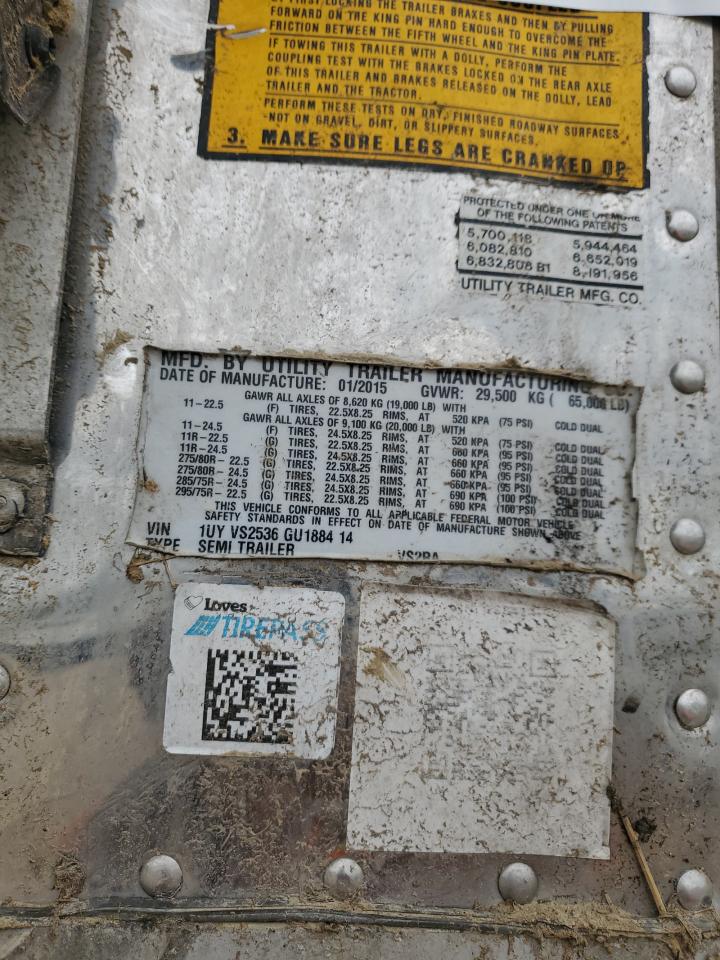 BY FIRST LOCKING THE TRAILER BRAKES AND THEN BY PULLING
FORWARD ON THE KING PIN HARD ENOUGH TO OVERCOME THE
FRICTION BETWEEN THE FIFTH WHEEL AND THE KING PIN PLATE.
IF TOWING THIS TRAILER WITH A DOLLY, PERFORM THE
COUPLING TEST WITH THE BRAKES LOCKED ON THE REAR AXLE
OF THIS TRAILER AND BRAKES RELEASED ON THE DOLLY, LEAD
TRAILER AND THE TRACTOR.
PERFORM THESE TESTS ON DRY, FINISHED ROADWAY SURFACES
-NOT ON GRAVEL, DIRT, OR SLIPPERY SURFACES.
3. MAKE SURE LEGS ARE CRANKED UP
PROTECTED UNDER ONE OR MORE
OF THE FOLLOWING PATENTS
5,700,118 5,944,464
6,082,810 6,652,019
6,832,808 B1 8,191,956
UTILITY TRAILER MFG. CO.
MFD. BY UTILITY TRAILER MANUFACTURING
DATE OF MANUFACTURE: 01/2015 GVWR: 29,500 KG ( 65,000 LB)
GAWR ALL AXLES OF 8,620 KG (19,000 LB) WITH
11-22.5 (F) TIRES, 22.5X8.25 RIMS, AT 520 KPA (75 PSI) COLD DUAL
GAWR ALL AXLES OF 9,100 KG (20,000 LB) WITH
11-24.5 (F) TIRES, 24.5X8.25 RIMS, AT 520 KPA (75 PSI) COLD DUAL
11R-22.5 (G) TIRES, 22.5X8.25 RIMS, AT 660 KPA (95 PSI) COLD DUAL
11R-24.5 (G) TIRES, 24.5X8.25 RIMS, AT 660 KPA (95 PSI) COLD DUAL
275/80R- 22.5 (G) TIRES, 22.5X8.25 RIMS, AT 660 KPA (95 PSI) COLD DUAL
275/80R- 24.5 (G) TIRES, 24.5X8.25 RIMS, AT 660 KPA (95 PSI) COLD DUAL
285/75R- 24.5 (G) TIRES, 24.5X8.25 RIMS, AT 690 KPA (100 PSI) COLD DUAL
295/75R- 22.5 (G) TIRES, 22.5X8.25 RIMS, AT 690 KPA (100 PSI) COLD DUAL
THIS VEHICLE CONFORMS TO ALL APPLICABLE FEDERAL MOTOR VEHICLE
SAFETY STANDARDS IN EFFECT ON DATE OF MANUFACTURE SHOWN ABOVE
VIN 1UY VS2536 GU1884 14
TYPE SEMI TRAILER VS2RA
Loves
TIREPASS